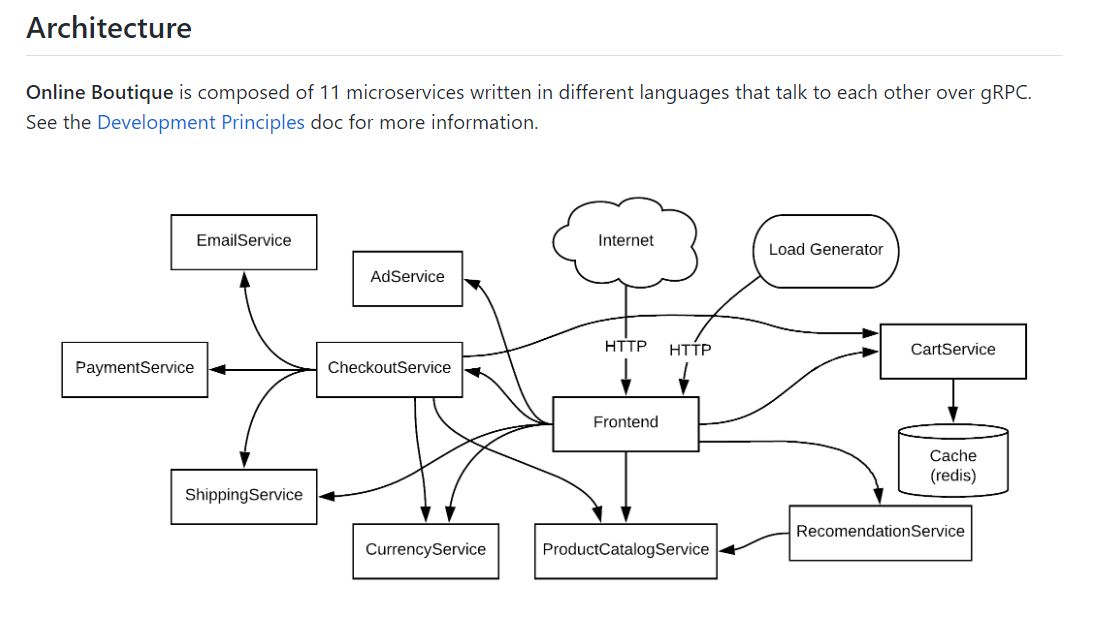 Architecture
Online Boutique is composed of 11 microservices written in different languages that talk to each other over gRPC.
See the Development Principles doc for more information.
EmailService
Internet
Load Generator
AdService
HTTP
HTTP
CartService
PaymentService
CheckoutService
Frontend
Cache
(redis)
ShippingService
RecomendationService
CurrencyService
ProductCatalogService